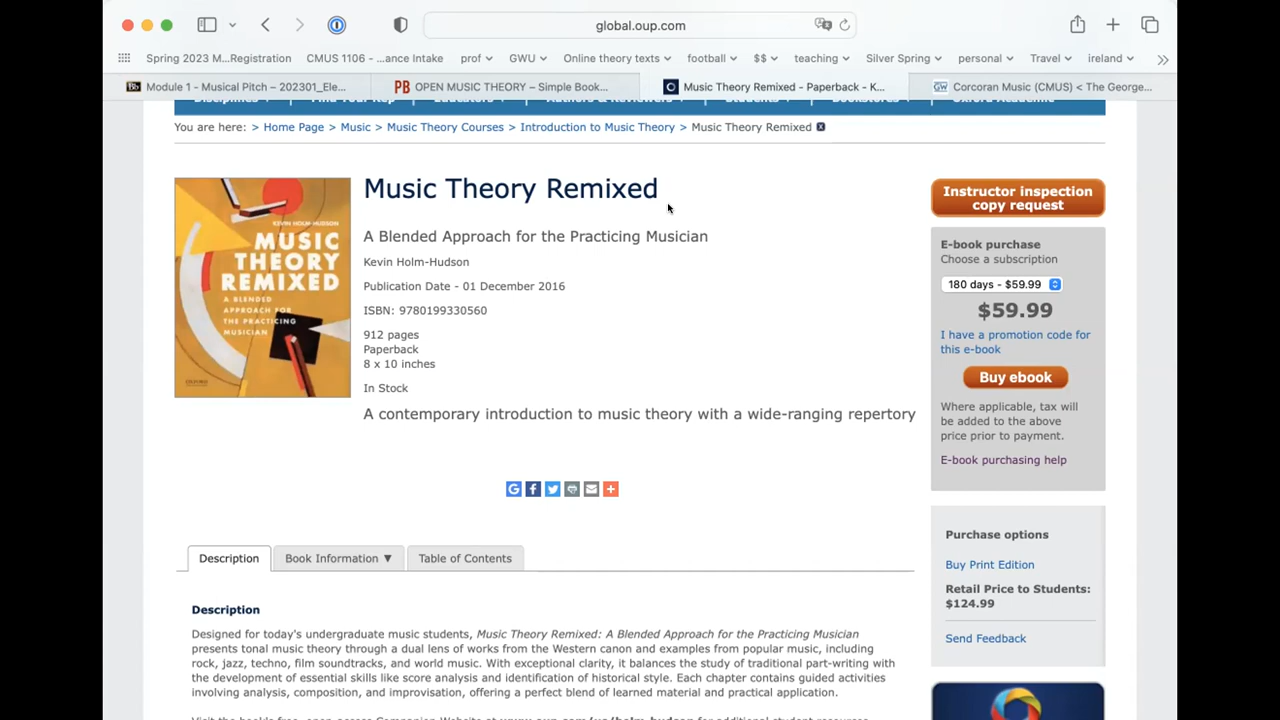 global.oup.com
Spring 2023 M...Registration
CMUS 1106 - ...ance Intake
prof
GWU
Online theory texts
football
$$
teaching
Silver Spring
personal
Travel
ireland
Module 1 – Musical Pitch – 202301_Ele...
PB OPEN MUSIC THEORY – Simple Book...
Music Theory Remixed - Paperback - K...
GW Corcoran Music (CMUS) < The George...
You are here: > Home Page > Music > Music Theory Courses > Introduction to Music Theory > Music Theory Remixed
KEVIN HOLM-HUDSON
MUSIC
THEORY
REMIXED
A BLENDED
APPROACH FOR
THE PRACTICING
MUSICIAN
OXFORD
Music Theory Remixed
A Blended Approach for the Practicing Musician
Kevin Holm-Hudson
Publication Date - 01 December 2016
ISBN: 9780199330560
912 pages
Paperback
8 x 10 inches
In Stock
A contemporary introduction to music theory with a wide-ranging repertory
Instructor inspection
copy request
E-book purchase
Choose a subscription
180 days - $59.99
$59.99
I have a promotion code for
this e-book
Buy ebook
Where applicable, tax will
be added to the above
price prior to payment.
E-book purchasing help
Purchase options
Buy Print Edition
Retail Price to Students:
$124.99
Send Feedback
Description
Book Information ▼
Table of Contents
Description
Designed for today's undergraduate music students, Music Theory Remixed: A Blended Approach for the Practicing Musician
presents tonal music theory through a dual lens of works from the Western canon and examples from popular music, including
rock, jazz, techno, film soundtracks, and world music. With exceptional clarity, it balances the study of traditional part-writing with
the development of essential skills like score analysis and identification of historical style. Each chapter contains guided activities
involving analysis, composition, and improvisation, offering a perfect blend of learned material and practical application.